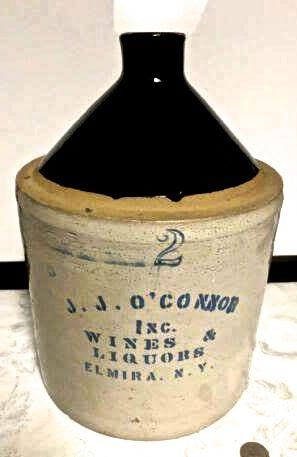 2
J. J. O'CONNOR
INC.
WINES &
LIQUORS
ELMIRA. N. Y.